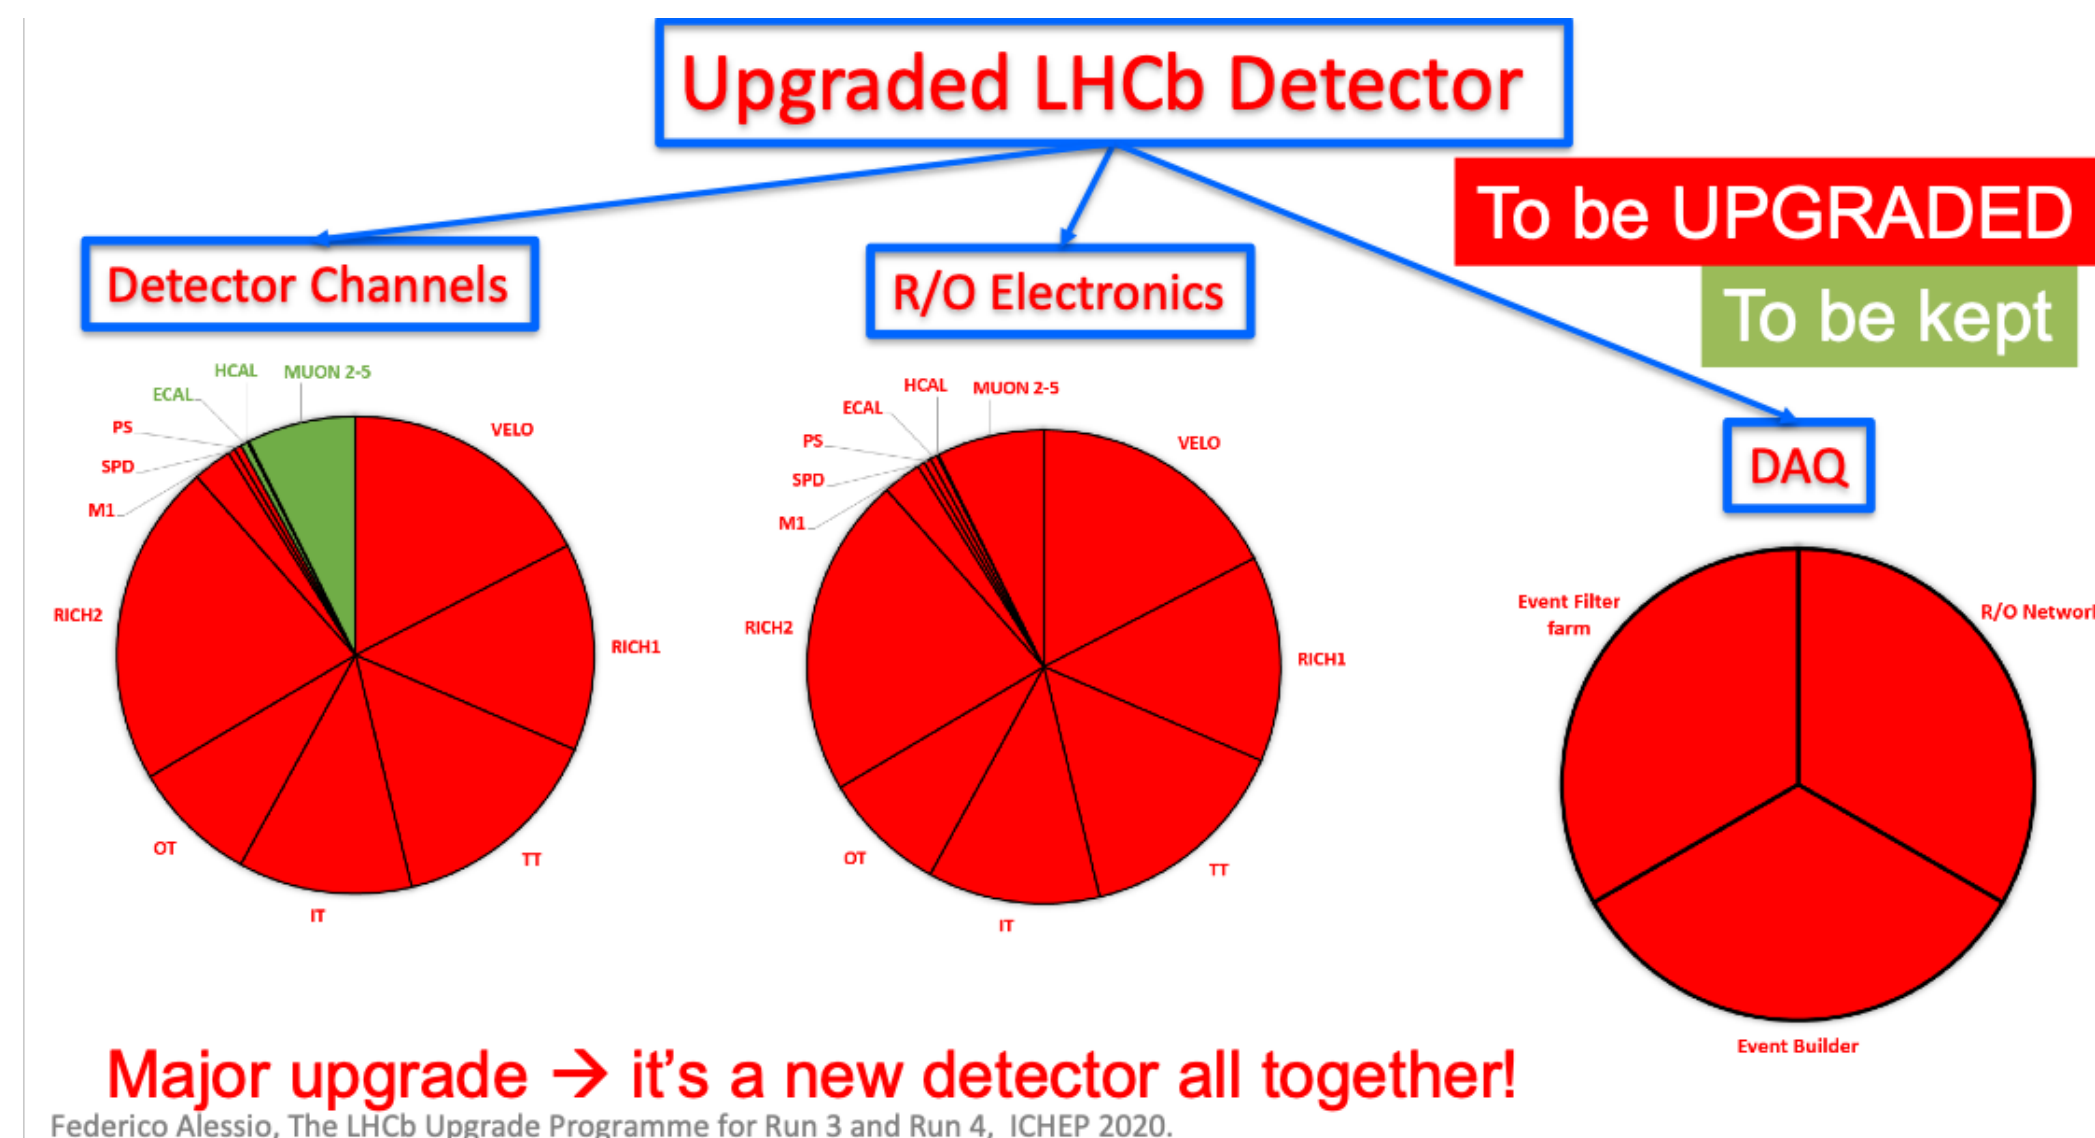 Upgraded LHCb Detector
To be UPGRADED
To be kept
Detector Channels
R/O Electronics
DAQ
HCAL
MUON 2-5
ECAL
PS
SPD
M1
VELO
RICH2
RICH1
OT
TT
IT
HCAL
MUON 2-5
ECAL
PS
SPD
M1
VELO
RICH2
RICH1
OT
TT
IT
Event Filter
farm
R/O Networ
Event Builder
Major upgrade → it's a new detector all together!
Federico Alessio, The LHCb Upgrade Programme for Run 3 and Run 4, ICHEP 2020.